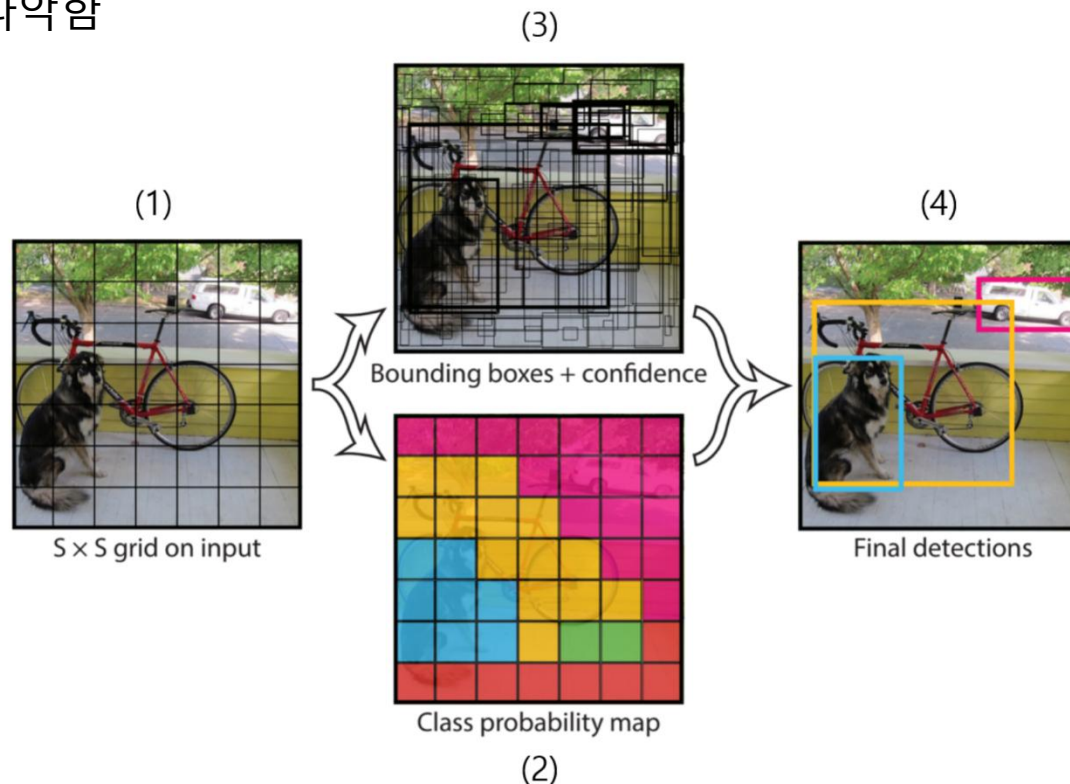 (3)
(1)
(4)
Bounding boxes + confidence
S × S grid on input
Final detections
Class probability map
(2)